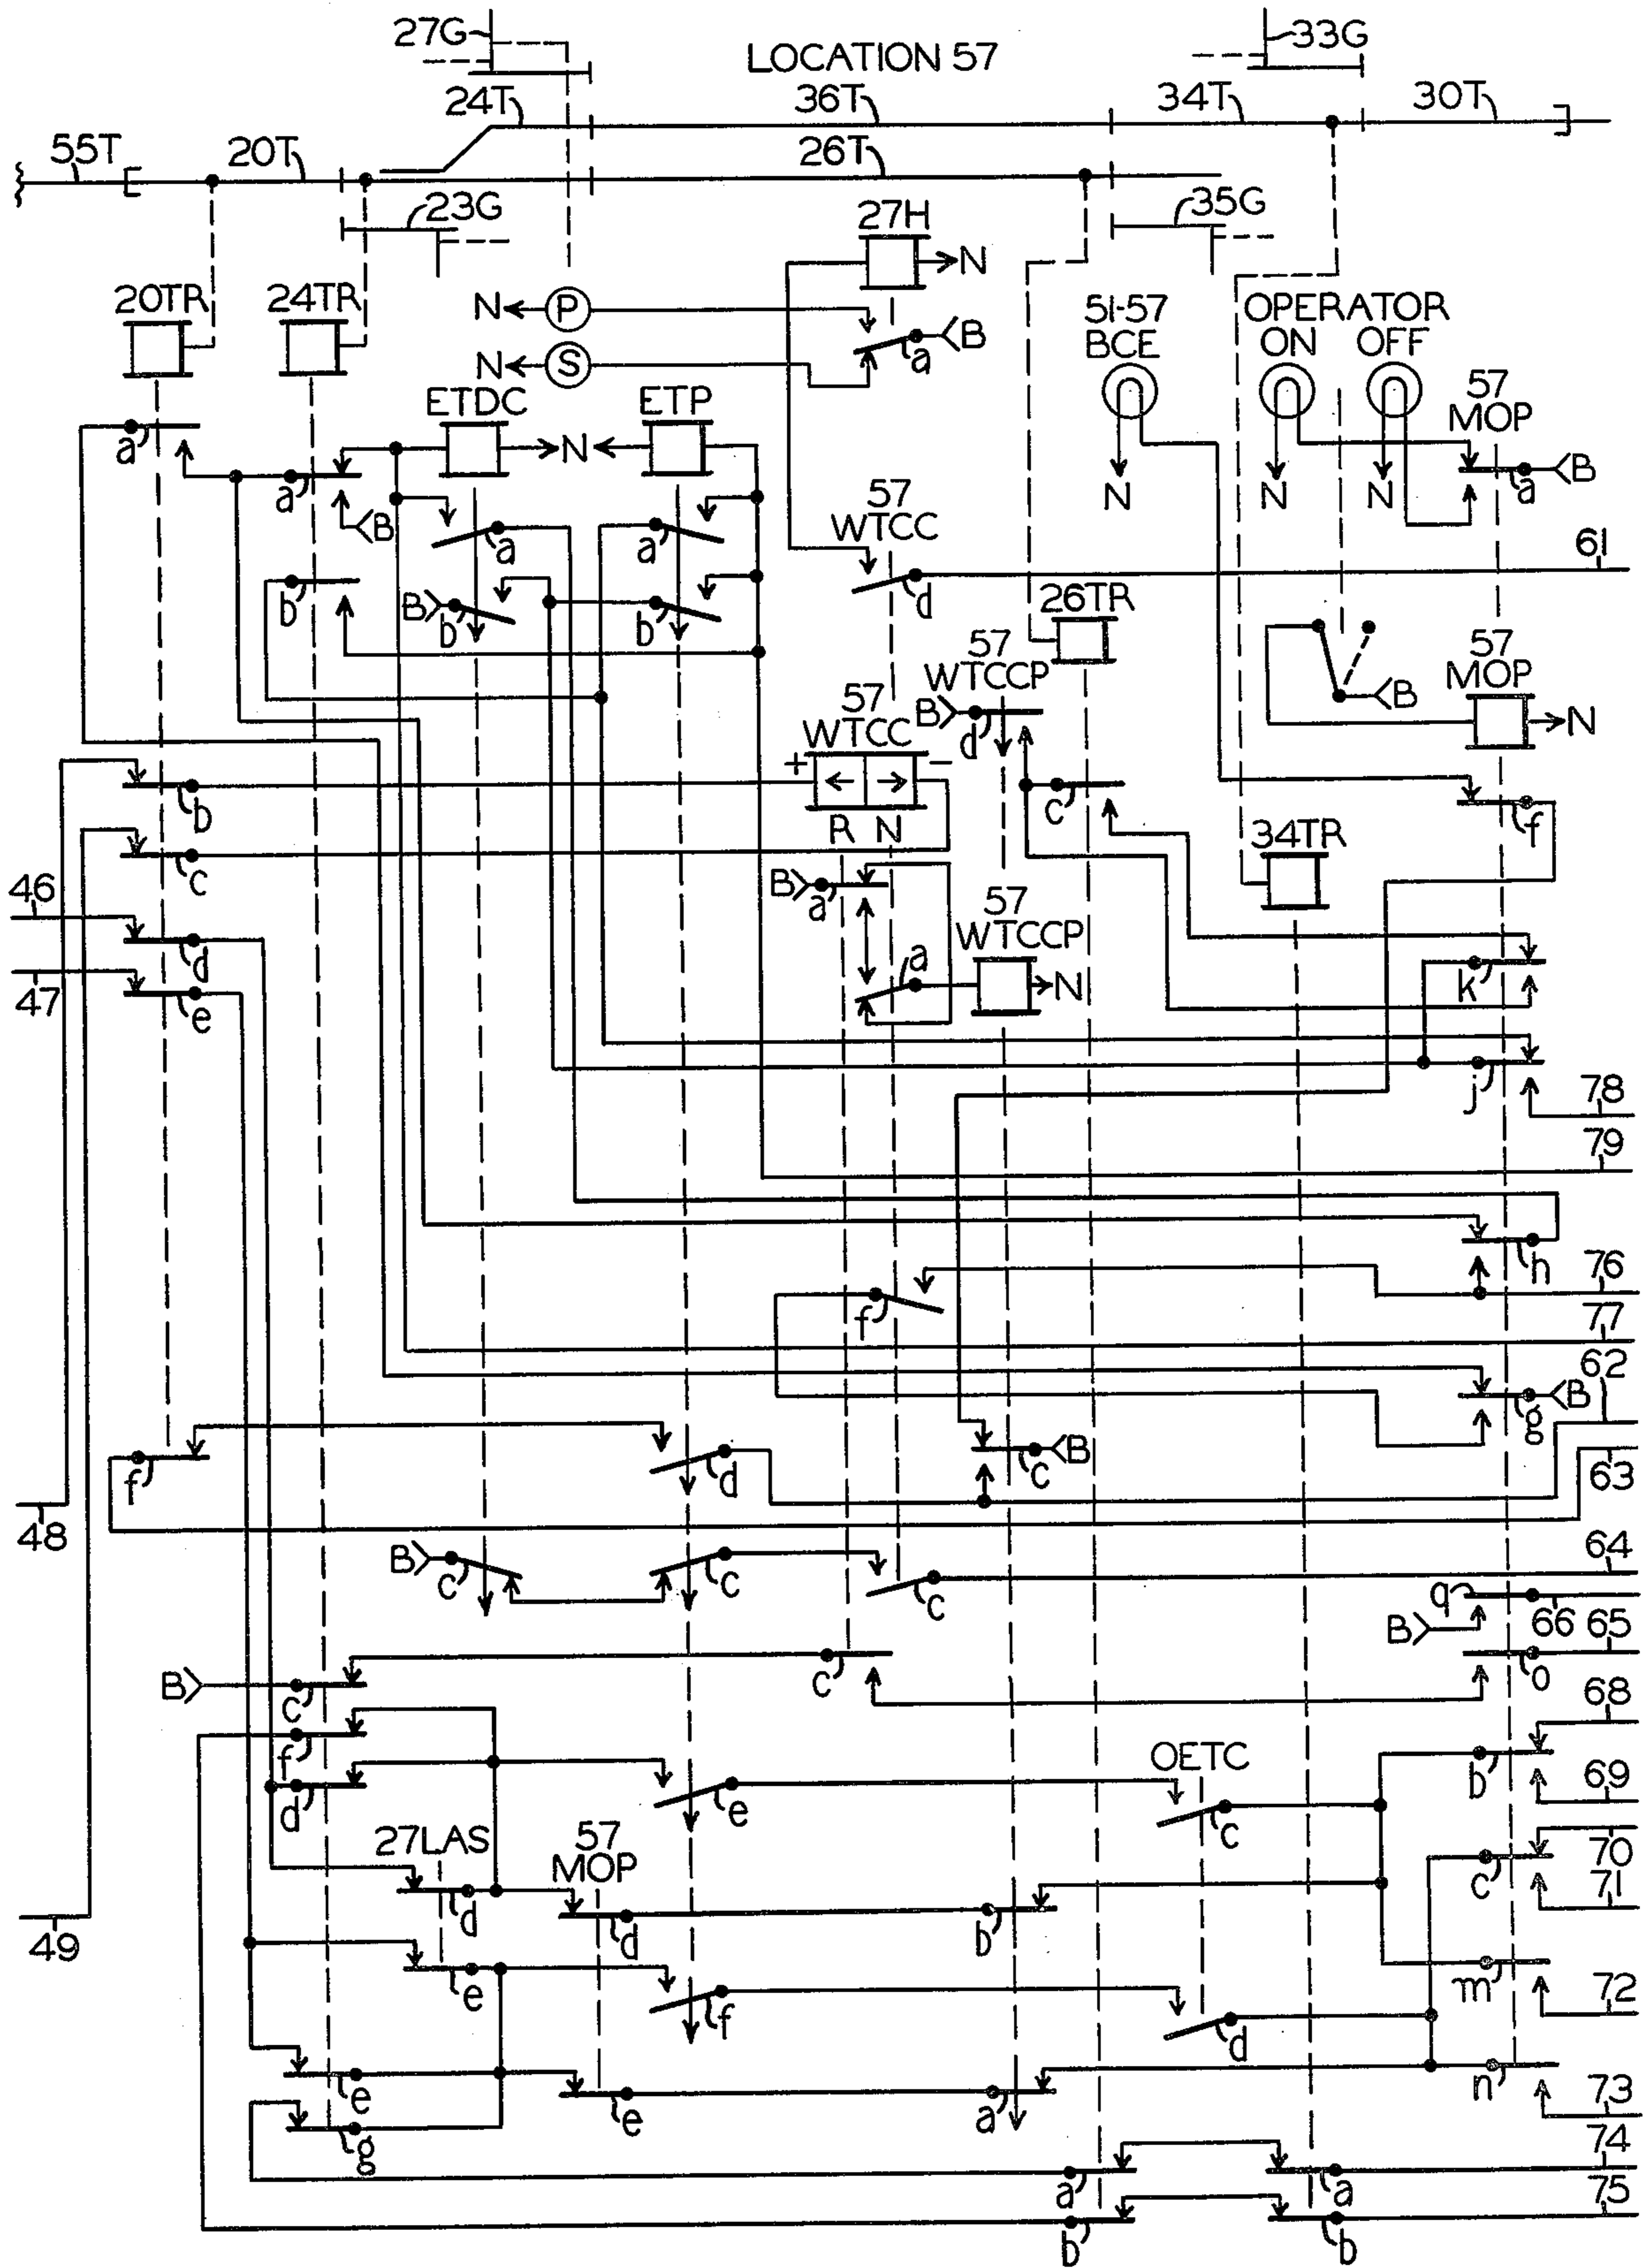 27G
LOCATION 57
33G
24T
36T
34T
30T
55T
20T
26T
23G
27H
35G
N
20TR
24TR
N
P
B
51-57
BCE
OPERATOR
ON
OFF
N
S
a
ETDC
ETP
57
MOP
a
N
B
a
a
57
WTCC
N
N
N
a
B
B
a
a
61
b
B
b
b
d
26TR
57
WTCCP
57
MOP
B
57
WTCC
B
d
N
+
-
b
R
N
c
f
34TR
c
46
B
a
57
WTCCP
d
a
47
N
k
e
j
78
79
h
76
f
77
62
B
g
B
f
d
c
63
48
64
B
c
c
c
q
66
65
B
B
c
c
o
68
f
OETC
b
69
d
e
c
70
27LAS
57
MOP
c
71
d
d
b
49
e
f
m
72
d
e
e
a
n
73
g
74
a
a
75
b
b